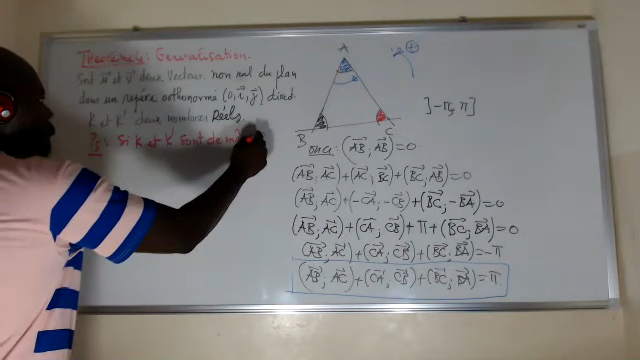 Théorème: Généralisation.
Soit u⃗ et v⃗ deux Vecteur non nul du plan
dans un repère orthonormé (O, i⃗, j⃗) direct.
K et K' deux nombres Réels.
P₁: Si K et K' Sont de m
A
+
B
C
]-π, π]
(AB⃗, AB⃗) = 0
(AB⃗, AC⃗) + (AC⃗, BC⃗) + (BC⃗, AB⃗) = 0
(AB⃗, AC⃗) + (-CA⃗, -CB⃗) + (BC⃗, -BA⃗) = 0
(AB⃗, AC⃗) + (CA⃗, CB⃗) + π + (BC⃗, BA⃗) = 0
(AB⃗, AC⃗) + (CA⃗, CB⃗) + (BC⃗, BA⃗) = -π
(AB⃗, AC⃗) + (CA⃗, CB⃗) + (BC⃗, BA⃗) = π